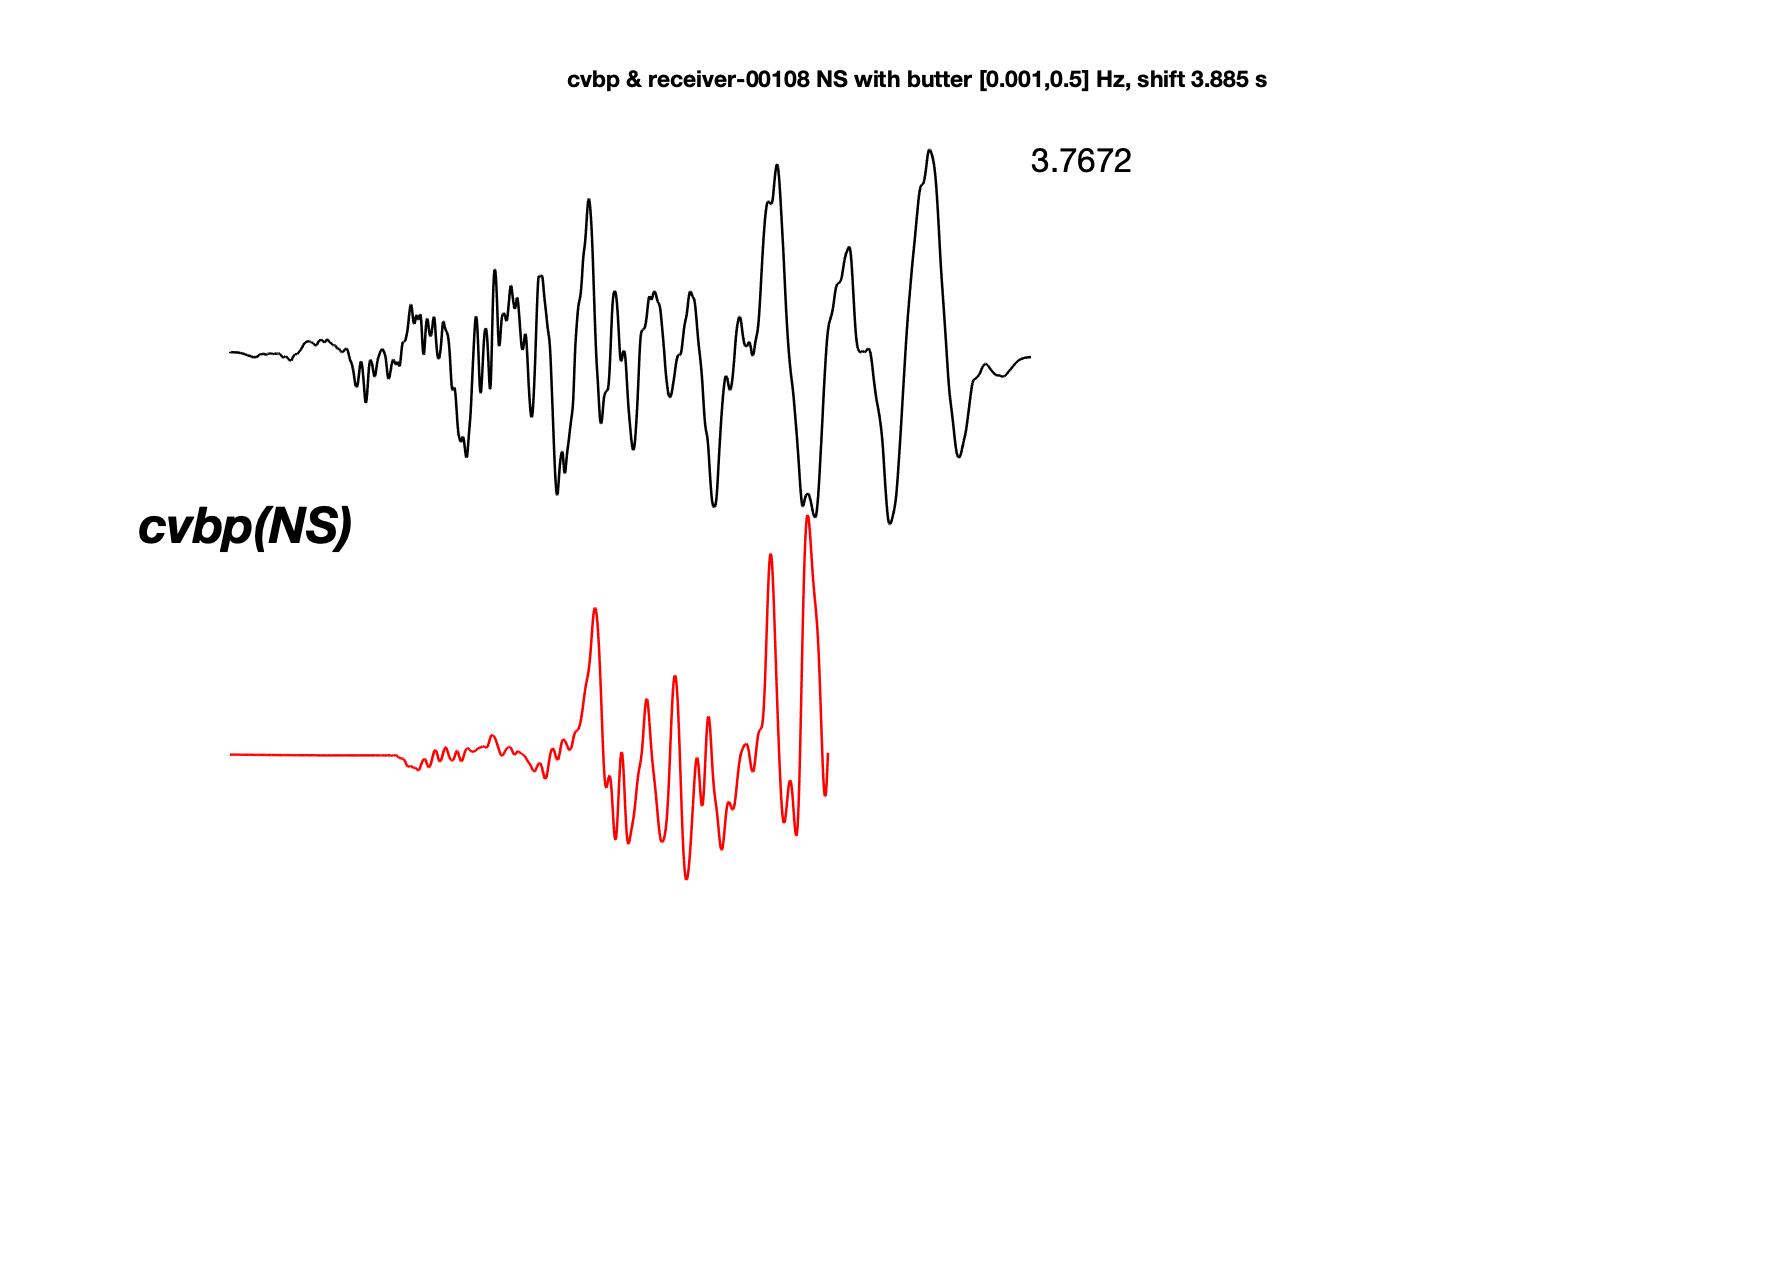 cvbp & receiver-00108 NS with butter [0.001,0.5] Hz, shift 3.885 s
3.7672
cvbp(NS)